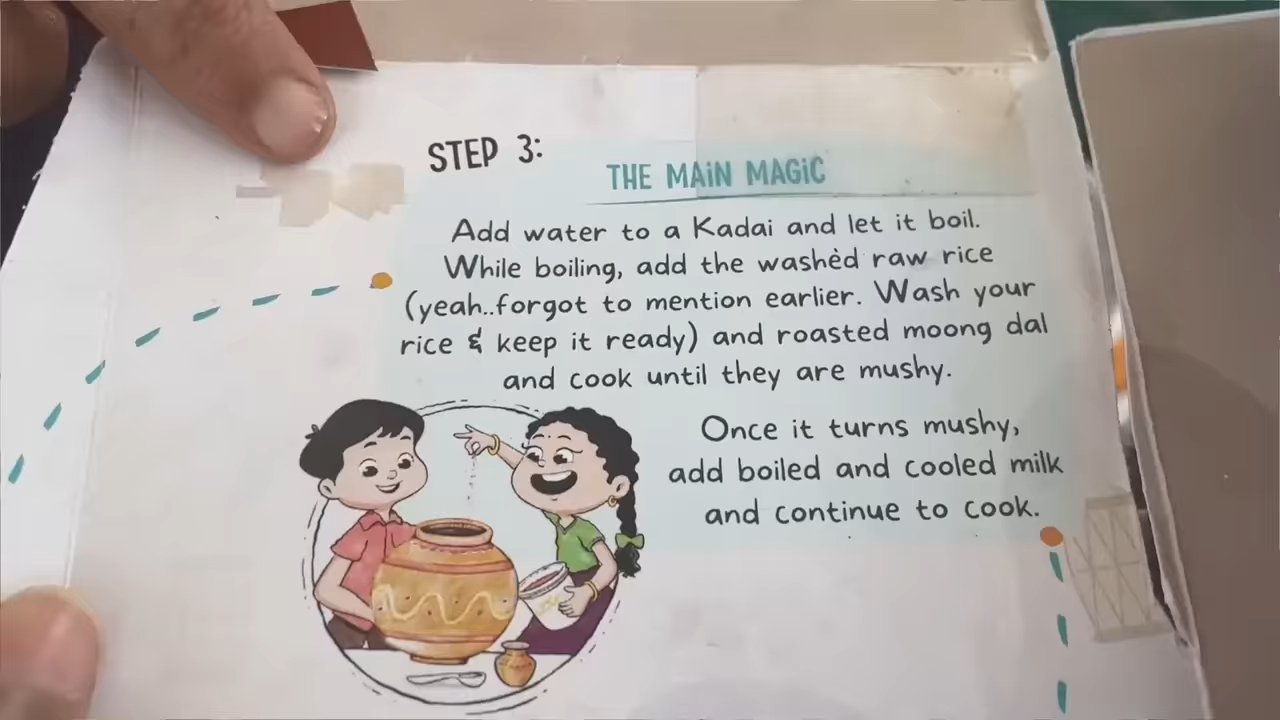 STEP 3:
THE MAiN MAGiC
Add water to a Kadai and let it boil.
While boiling, add the washed raw rice
(yeah..forgot to mention earlier. Wash your
rice & keep it ready) and roasted moong dal
and cook until they are mushy.
Once it turns mushy,
add boiled and cooled milk
and continue to cook.